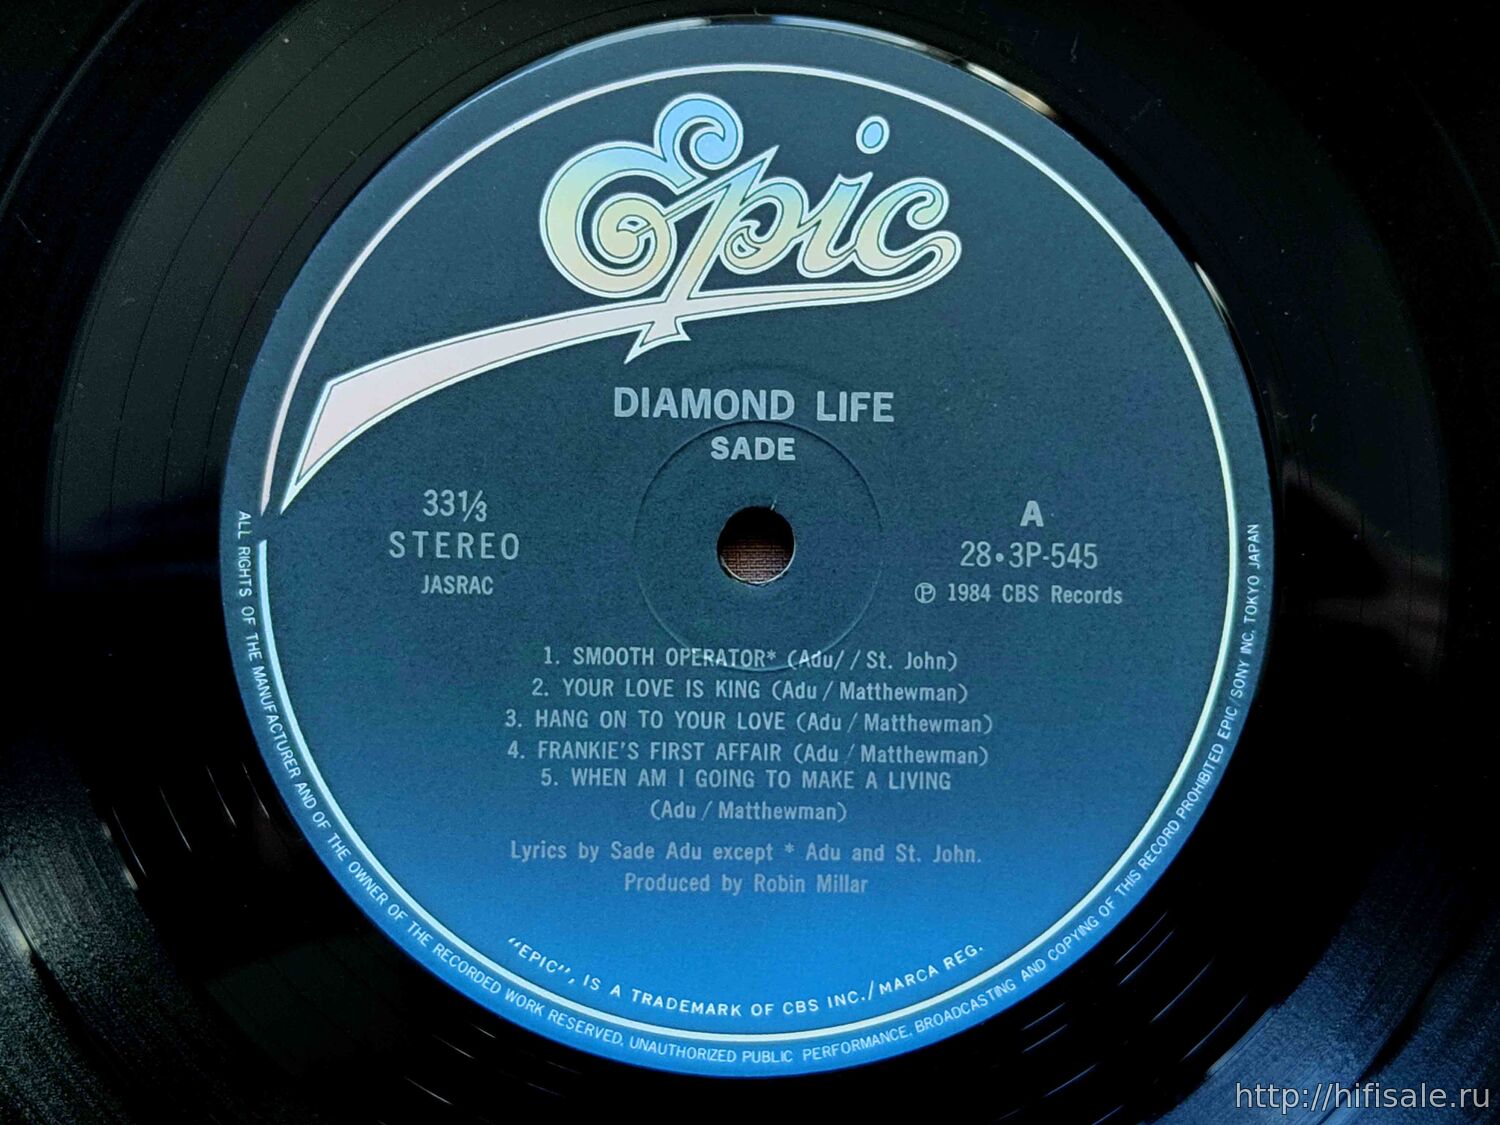 Epic
DIAMOND LIFE
SADE
33⅓
STEREO
JASRAC
A
28•3P-545
Ⓟ 1984 CBS Records
1. SMOOTH OPERATOR* (Adu//St. John)
2. YOUR LOVE IS KING (Adu/Matthewman)
3. HANG ON TO YOUR LOVE (Adu/Matthewman)
4. FRANKIE'S FIRST AFFAIR (Adu/Matthewman)
5. WHEN AM I GOING TO MAKE A LIVING
(Adu/Matthewman)
Lyrics by Sade Adu except * Adu and St. John.
Produced by Robin Millar
"EPIC", IS A TRADEMARK OF CBS INC./MARCA REG.
ALL RIGHTS OF THE MANUFACTURER AND OF THE OWNER OF THE RECORDED WORK RESERVED. UNAUTHORIZED PUBLIC PERFORMANCE. BROADCASTING AND COPYING OF THIS RECORD PROHIBITED EPIC/SONY INC. TOKYO JAPAN
http://hifisale.ru